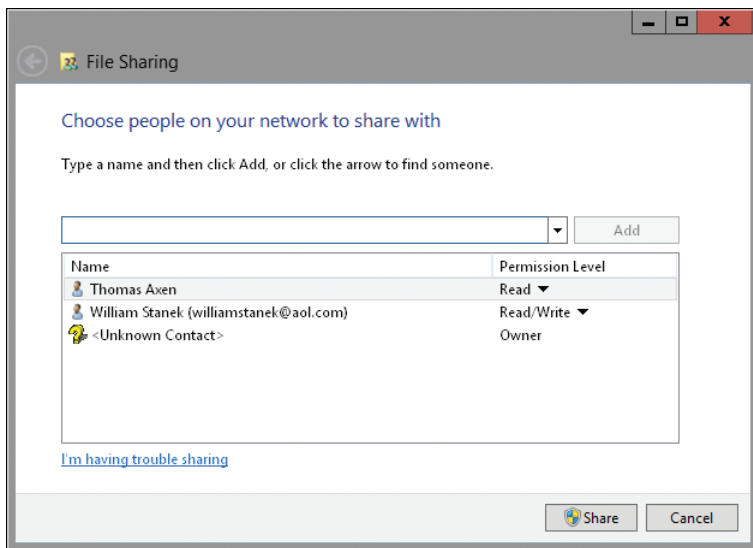 File Sharing
Choose people on your network to share with
Type a name and then click Add, or click the arrow to find someone.
Add
Name Permission Level
Thomas Axen Read
William Stanek (williamstanek@aol.com) Read/Write
<Unknown Contact> Owner
I'm having trouble sharing
Share Cancel